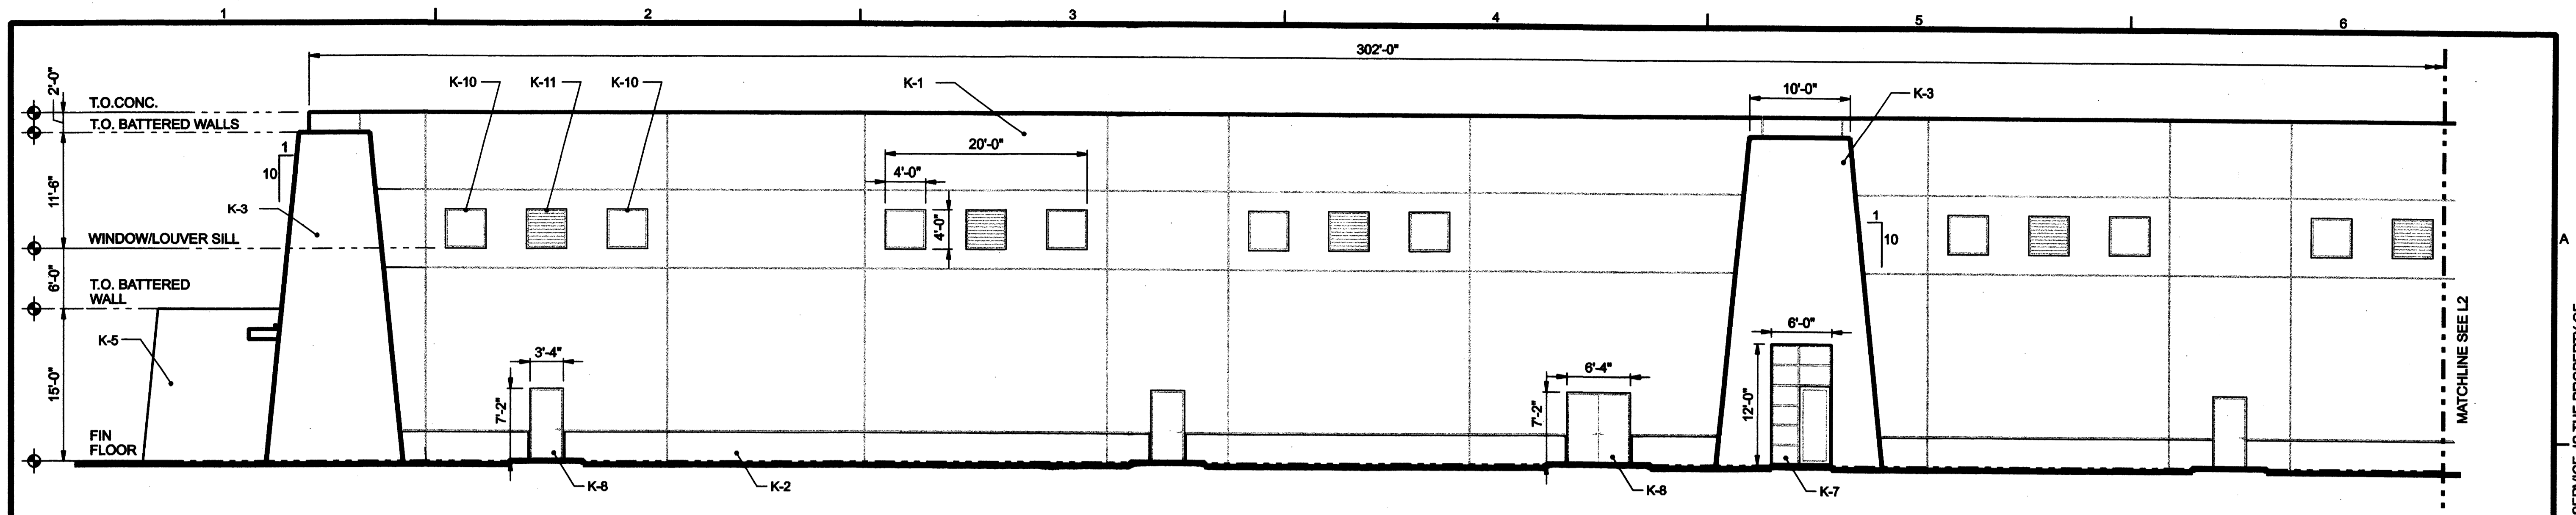 1 2 3 4 5 6
302'-0"
2'-0"
T.O.CONC.
T.O. BATTERED WALLS
K-10 K-11 K-10
K-1
10'-0"
K-3
20'-0"
4'-0"
4'-0"
1
10
11'-6"
K-3
WINDOW/LOUVER SILL
1
10
A
6'-0"
T.O. BATTERED
WALL
K-5
15'-0"
3'-4"
7'-2"
6'-4"
7'-2"
6'-0"
12'-0"
MATCHLINE SEE L2
FIN
FLOOR
K-8
K-2
K-8
K-7